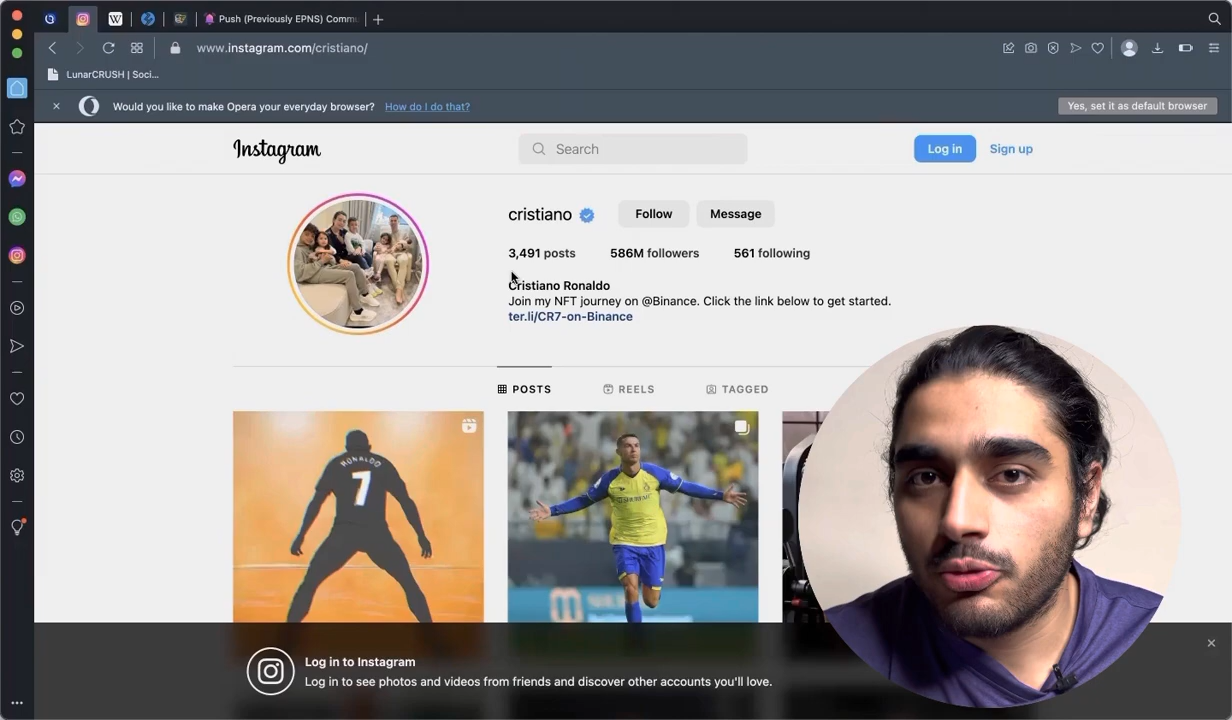 Push (Previously EPNS) Commu
www.instagram.com/cristiano/
LunarCRUSH | Soci...
Would you like to make Opera your everyday browser? How do I do that?
Yes, set it as default browser
Instagram
Search
Log in
Sign up
cristiano
Follow
Message
3,491 posts
586M followers
561 following
Cristiano Ronaldo
Join my NFT journey on @Binance. Click the link below to get started.
ter.li/CR7-on-Binance
POSTS
REELS
TAGGED
RONALDO
7
Log in to Instagram
Log in to see photos and videos from friends and discover other accounts you'll love.